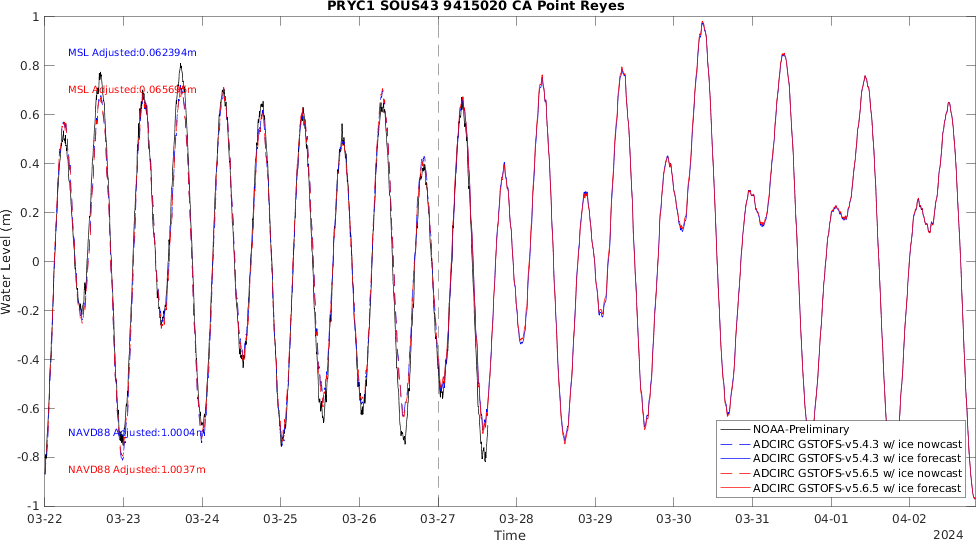 PRYC1 SOUS43 9415020 CA Point Reyes
Water Level (m)
1
0.8
0.6
0.4
0.2
0
-0.2
-0.4
-0.6
-0.8
-1
MSL Adjusted:0.062394m
MSL Adjusted:0.06569 m
NAVD88 Adjusted:1.0004m
NAVD88 Adjusted:1.0037m
NOAA-Preliminary
ADCIRC GSTOFS-v5.4.3 w/ ice nowcast
ADCIRC GSTOFS-v5.4.3 w/ ice forecast
ADCIRC GSTOFS-v5.6.5 w/ ice nowcast
ADCIRC GSTOFS-v5.6.5 w/ ice forecast
03-22 03-23 03-24 03-25 03-26 03-27 03-28 03-29 03-30 03-31 04-01 04-02
Time
2024